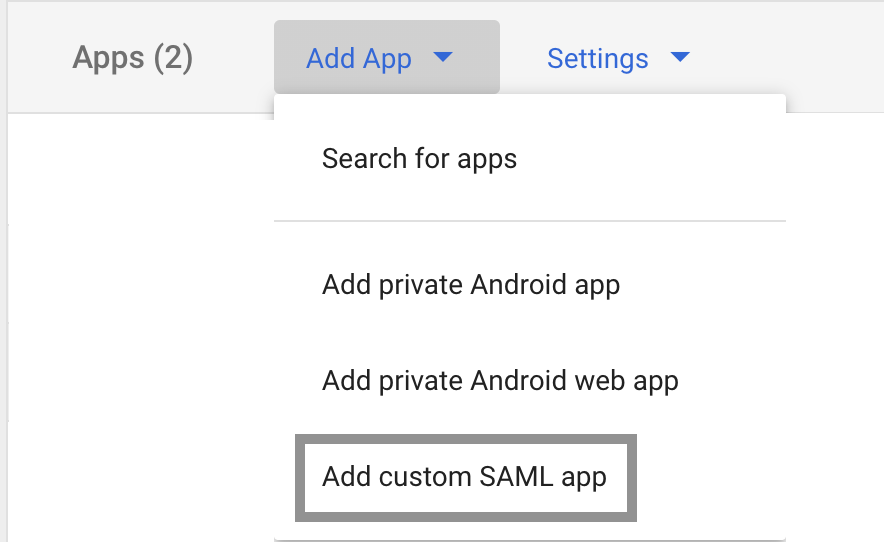 Apps (2)
Add App
Settings
Search for apps
Add private Android app
Add private Android web app
Add custom SAML app